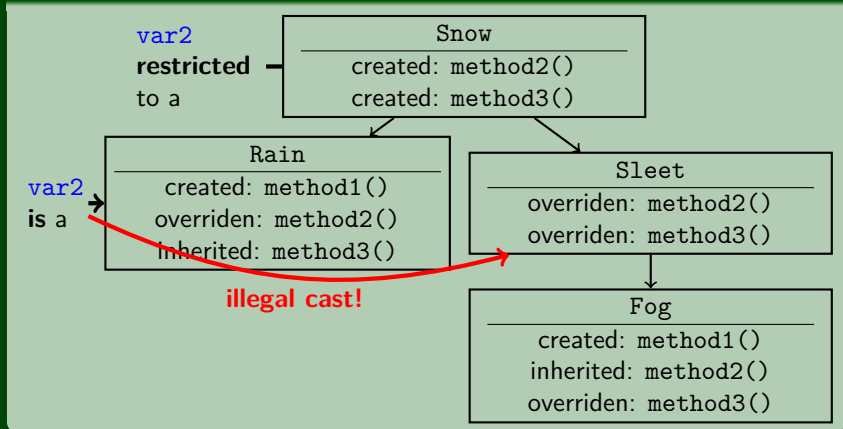 var2
restricted
to a
Snow
created: method2()
created: method3()
var2
is a
Rain
created: method1()
overriden: method2()
inherited: method3()
Sleet
overriden: method2()
overriden: method3()
illegal cast!
Fog
created: method1()
inherited: method2()
overriden: method3()